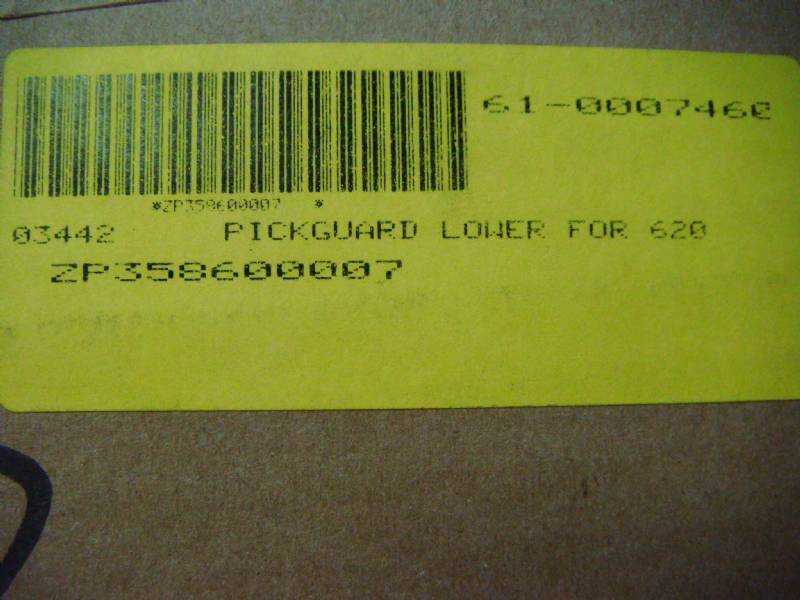 61-0007460
*ZP358600007 *
03442 PICKGUARD LOWER FOR 620
ZP358600007